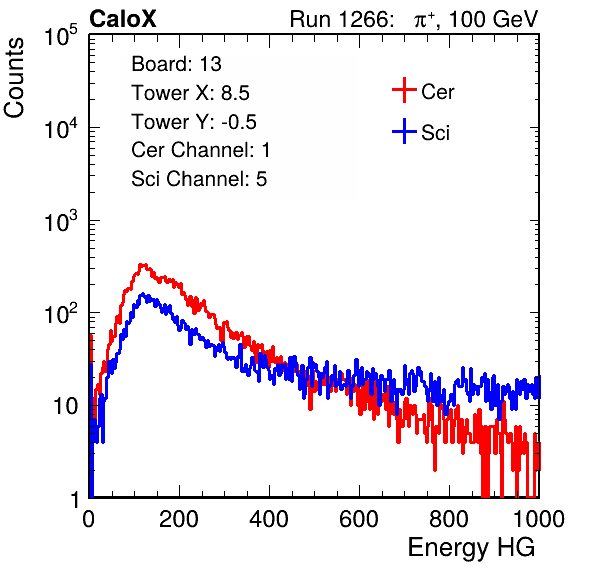 CaloX Run 1266: π⁺, 100 GeV
Counts
Board: 13
Tower X: 8.5
Tower Y: -0.5
Cer Channel: 1
Sci Channel: 5
Cer
Sci
10⁵
10⁴
10³
10²
10
1
0 200 400 600 800 1000
Energy HG